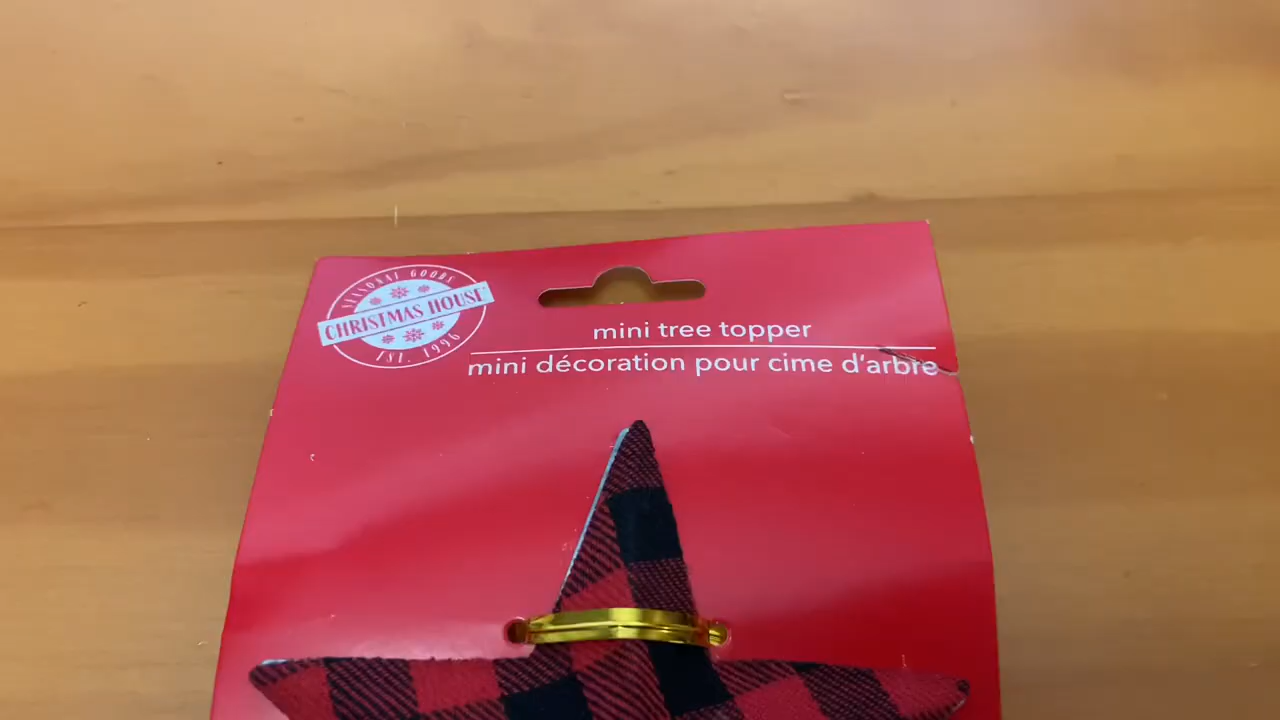 SEASONAL GOODS
CHRISTMAS HOUSE
EST. 1996
mini tree topper
mini décoration pour cime d'arbre